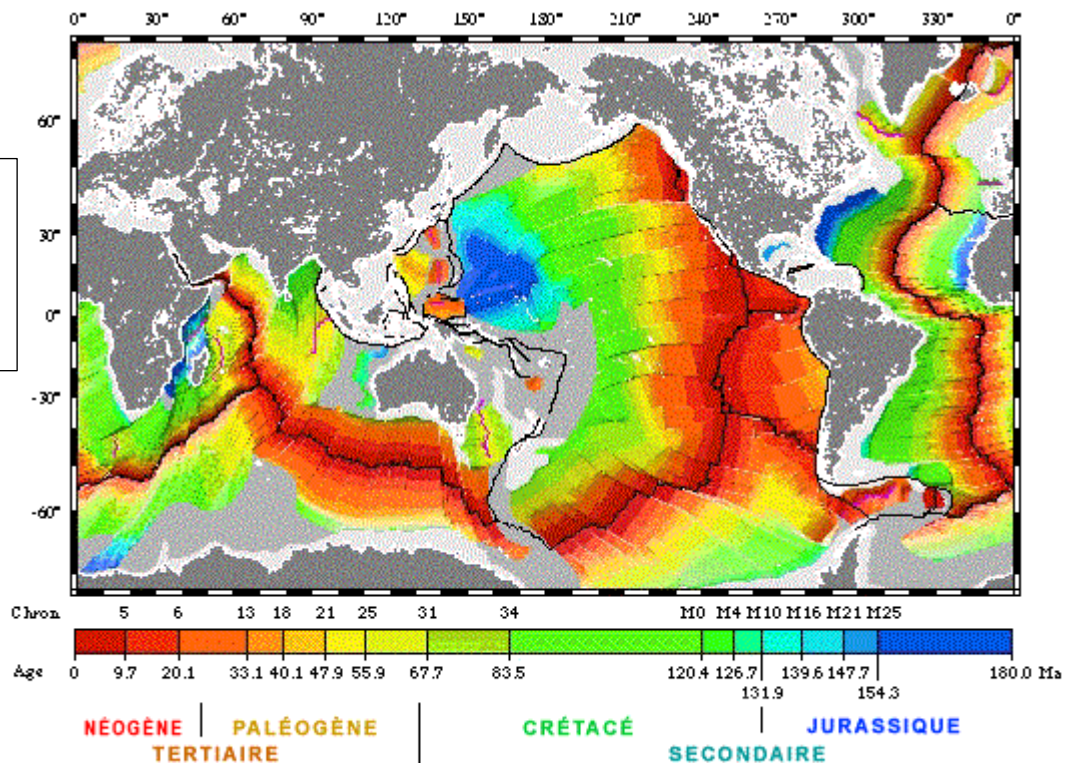 0° 30° 60° 90° 120° 150° 180° 210° 240° 270° 300° 330° 0°
60°
30°
0°
-30°
-60°
Chron 5 6 13 18 21 25 31 34 M0 M4 M10 M16 M21 M25
Age 0 9.7 20.1 33.1 40.1 47.9 55.9 67.7 83.5 120.4 126.7 139.6 147.7 180.0 Ma
131.9 154.3
NÉOGÈNE PALÉOGÈNE CRÉTACÉ JURASSIQUE
TERTIAIRE SECONDAIRE